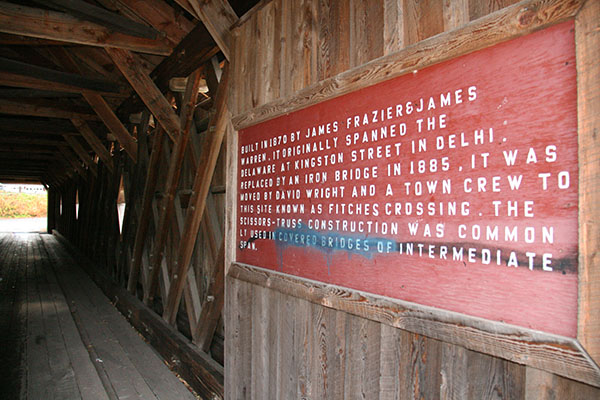 BUILT IN 1870 BY JAMES FRAZIER&JAMES
WARREN, IT ORIGINALLY SPANNED THE
DELAWARE AT KINGSTON STREET IN DELHI.
REPLACED BY AN IRON BRIDGE IN 1885, IT WAS
MOVED BY DAVID WRIGHT AND A TOWN CREW TO
THIS SITE KNOWN AS FITCHES CROSSING. THE
SCISSORS-TRUSS CONSTRUCTION WAS COMMON
LY USED IN COVERED BRIDGES OF INTERMEDIATE
SPAN.